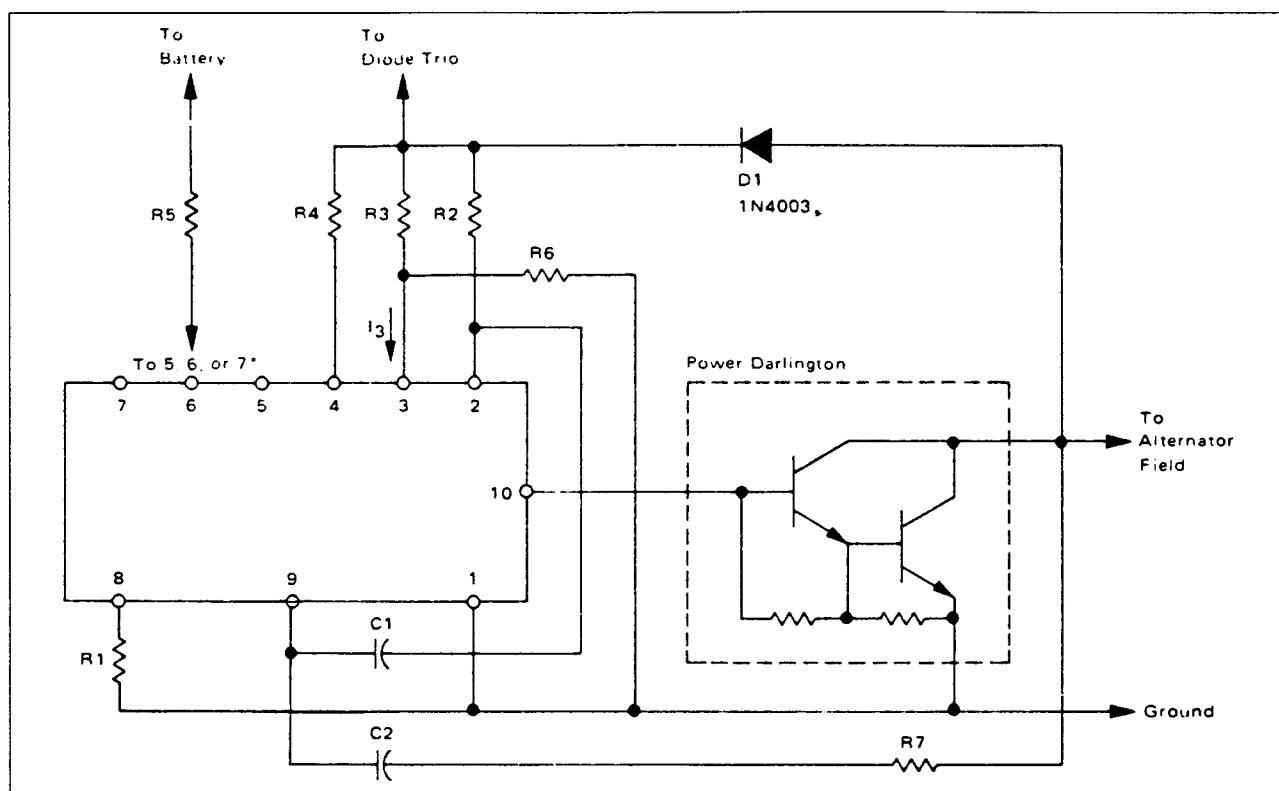 To
Battery
To
Diode Trio
D1
1N4003
R5
R4
R3
R2
R6
I3
To 5, 6, or 7*
7
6
5
4
3
2
Power Darlington
10
To
Alternator
Field
8
9
1
R1
C1
Ground
C2
R7